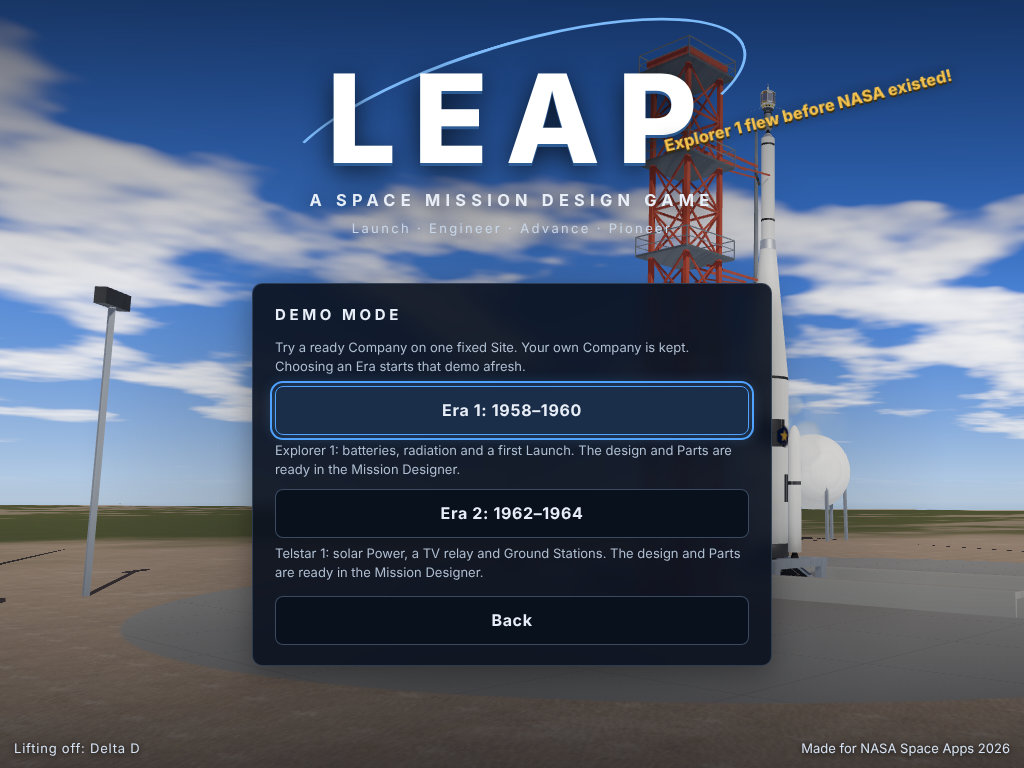 LEAP
Explorer 1 flew before NASA existed!
A SPACE MISSION DESIGN GAME
Launch · Engineer · Advance · Pioneer
DEMO MODE
Try a ready Company on one fixed Site. Your own Company is kept.
Choosing an Era starts that demo afresh.
Era 1: 1958–1960
Explorer 1: batteries, radiation and a first Launch. The design and Parts are
ready in the Mission Designer.
Era 2: 1962–1964
Telstar 1: solar Power, a TV relay and Ground Stations. The design and Parts
are ready in the Mission Designer.
Back
Lifting off: Delta D
Made for NASA Space Apps 2026